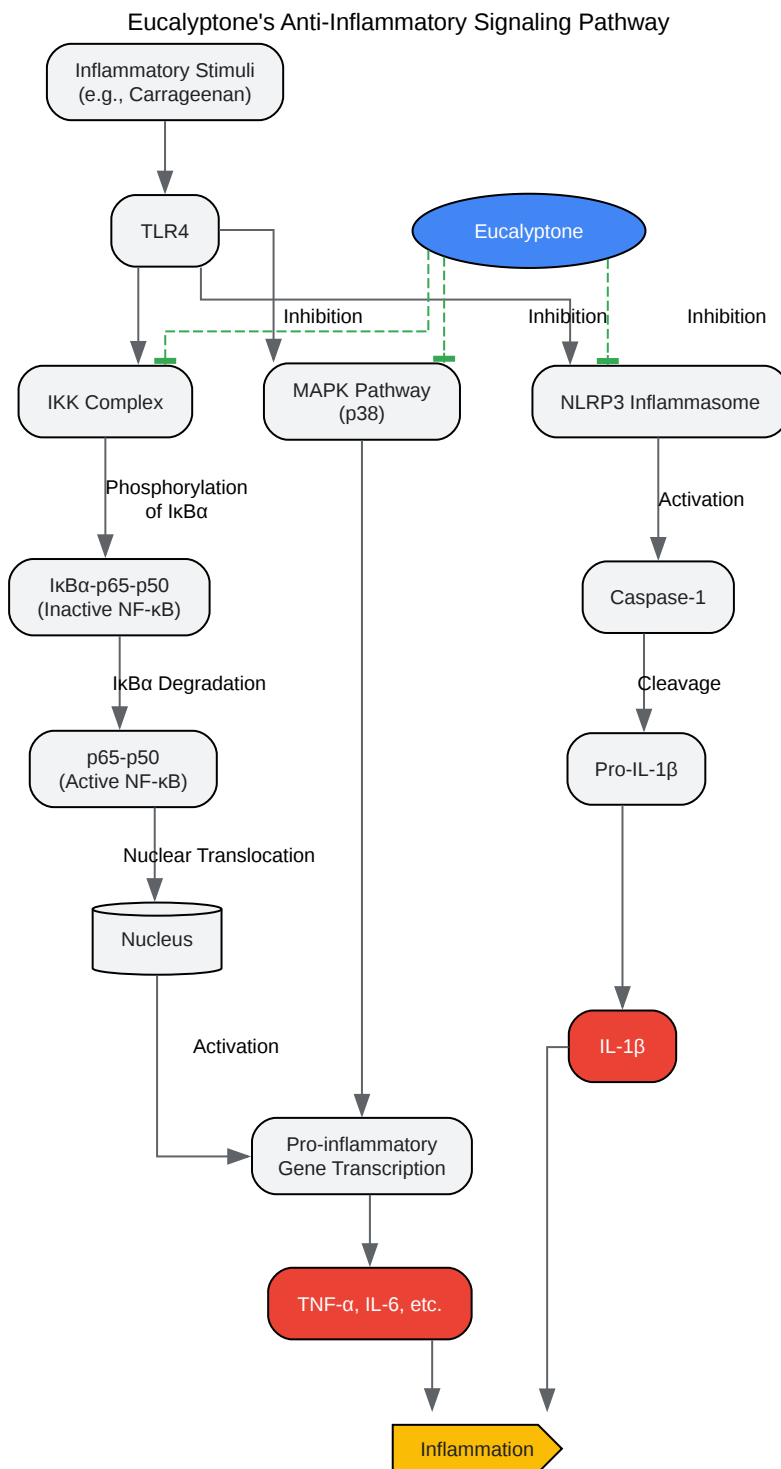 Eucalyptone's Anti-Inflammatory Signaling Pathway
Inflammatory Stimuli
(e.g., Carrageenan)
TLR4
Eucalyptone
Inhibition
Inhibition
Inhibition
IKK Complex
MAPK Pathway
(p38)
NLRP3 Inflammasome
Phosphorylation
of IκBα
Activation
IκBα-p65-p50
(Inactive NF-κB)
Caspase-1
IκBα Degradation
Cleavage
p65-p50
(Active NF-κB)
Pro-IL-1β
Nuclear Translocation
Nucleus
IL-1β
Activation
Pro-inflammatory
Gene Transcription
TNF-α, IL-6, etc.
Inflammation